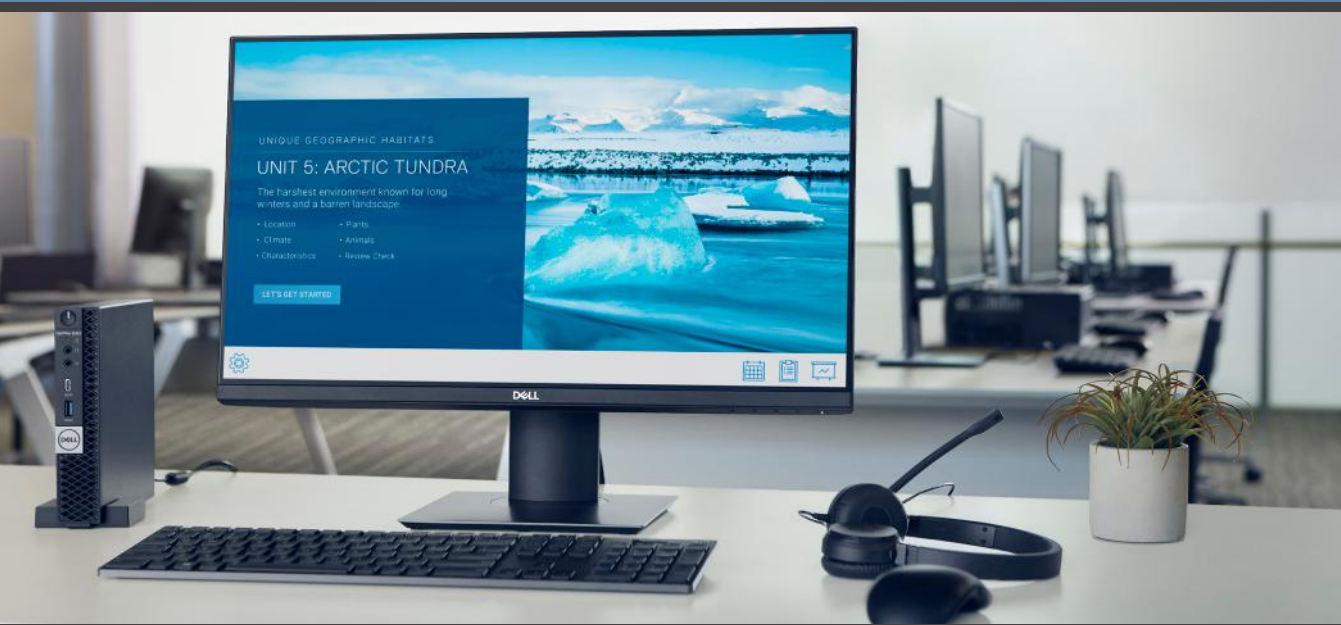 UNIQUE GEOGRAPHIC HABITATS
UNIT 5: ARCTIC TUNDRA
The harshest environment known for long
winters and a barren landscape.
• Location
• Climate
• Characteristics
• Plants
• Animals
• Review Check
LET'S GET STARTED
DELL
DELL